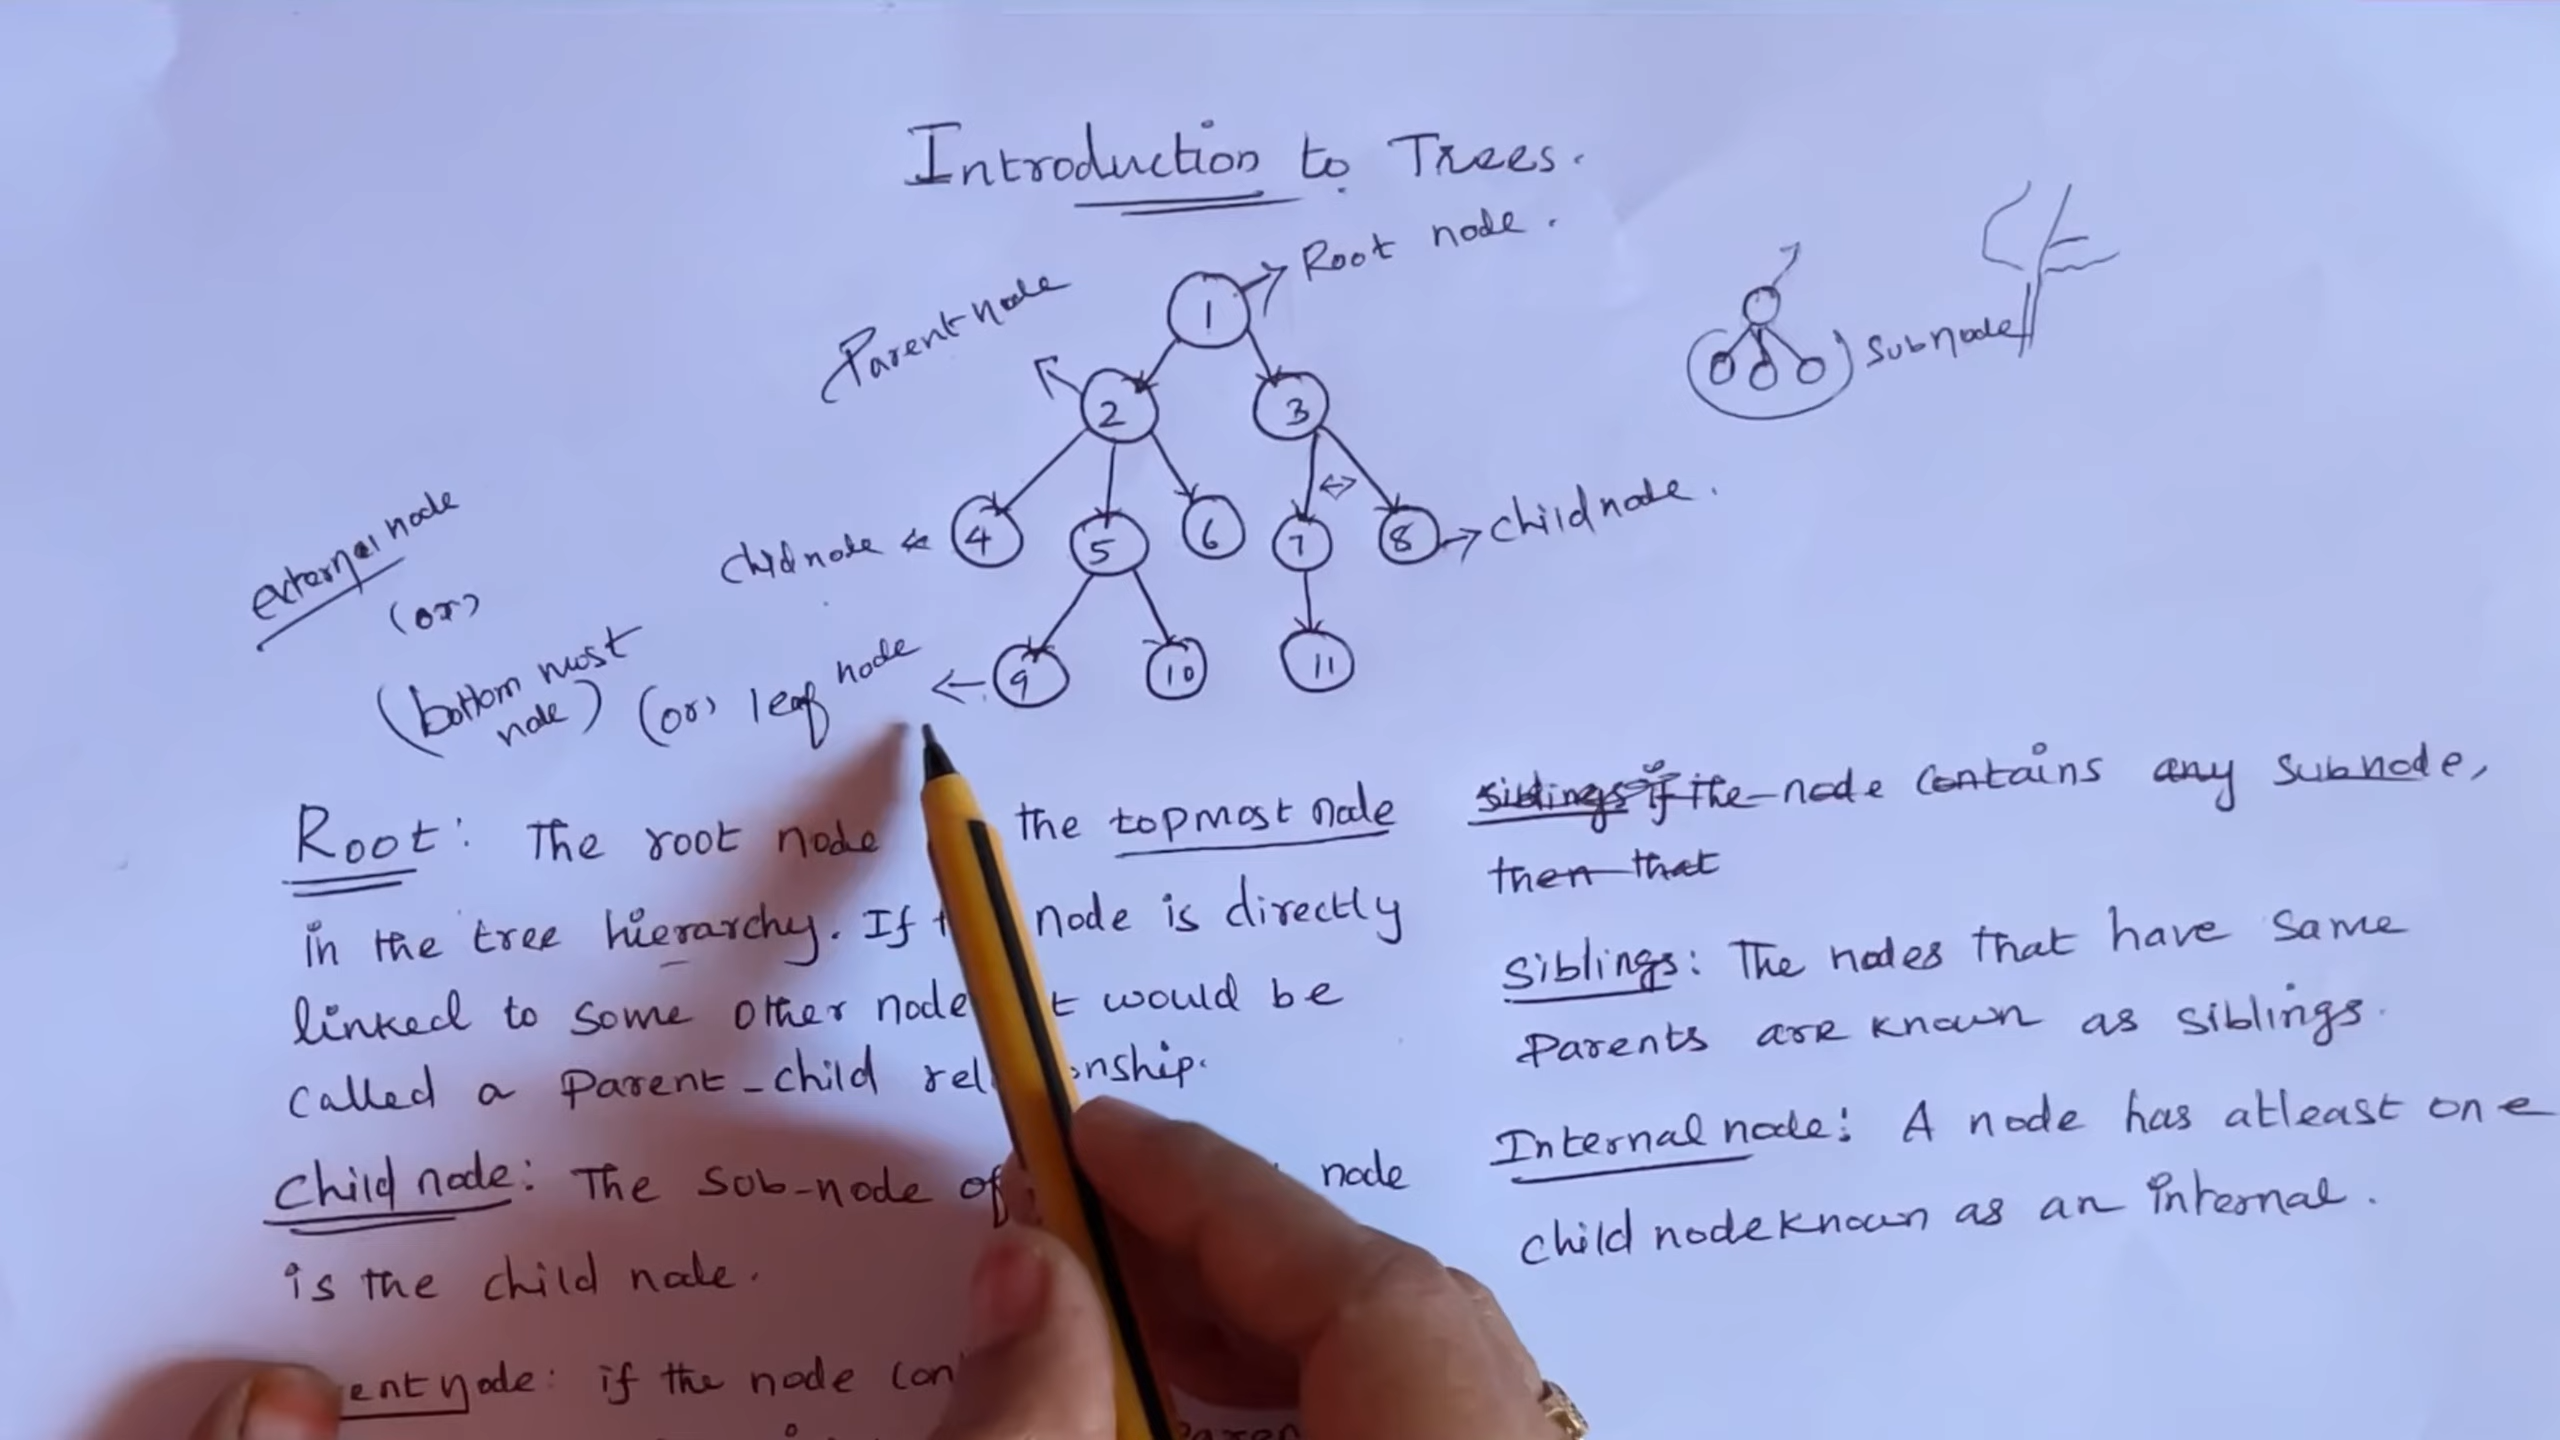 Introduction to Trees.
Root node.
Parent node
1
2
3
Subnode
4
5
6
7
8
Child node
Child node.
external node
(or)
(bottom most
node) (or) leaf node
9
10
11
Root: The root node the topmost node
in the tree hierarchy. If node is directly
linked to some other node would be
called a Parent-child
Child node: The Sub-node of node
is the child node.
if the node
siblings if the node contains any subnode,
then that
Siblings: The nodes that have same
Parents are known as siblings.
Internal node: A node has atleast one
child node known as an internal.